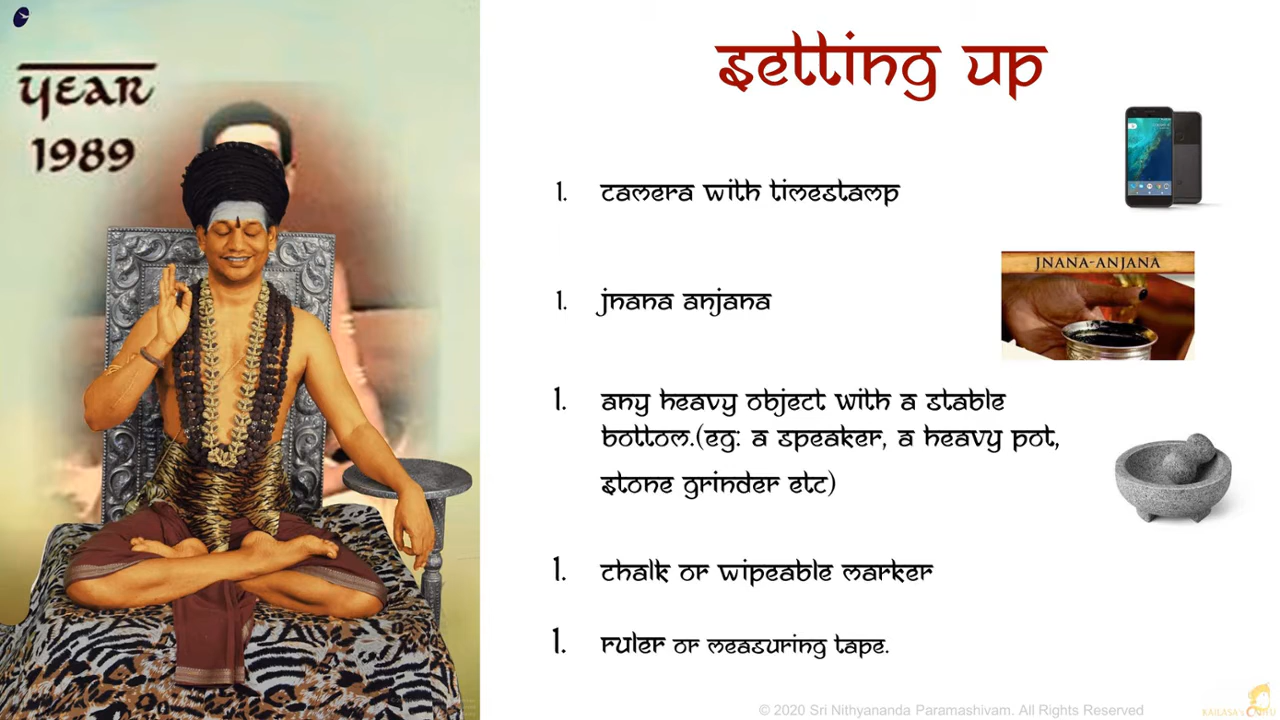 YEAR
1989
Setting Up
1. Camera with timestamp
JNANA-ANJANA
1. Jnana Anjana
1. Any heavy object with a stable
bottom.(eg: a speaker, a heavy pot,
stone grinder etc)
1. Chalk or wipeable marker
1. Ruler or measuring tape.
© 2020 Sri Nithyananda Paramashivam. All Rights Reserved